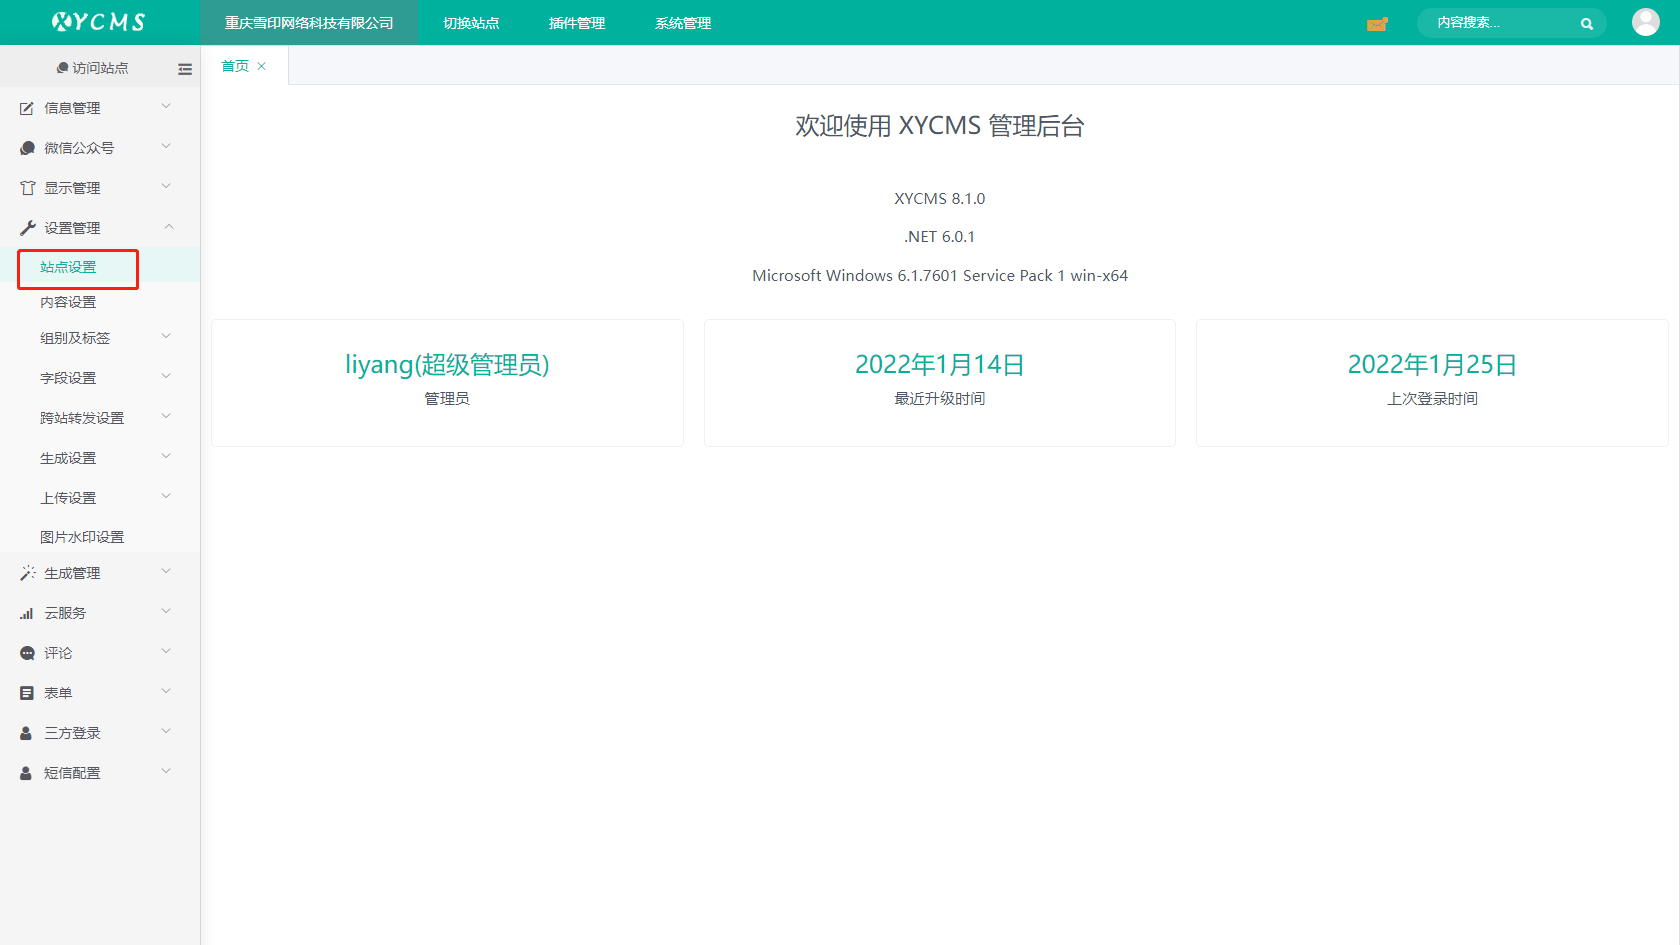 XYCMS 重庆雪印网络科技有限公司 切换站点 插件管理 系统管理 内容搜索...
访问站点
首页
信息管理
微信公众号
显示管理
设置管理
站点设置
内容设置
组别及标签
字段设置
跨站转发设置
生成设置
上传设置
图片水印设置
生成管理
云服务
评论
表单
三方登录
短信配置
欢迎使用 XYCMS 管理后台
XYCMS 8.1.0
.NET 6.0.1
Microsoft Windows 6.1.7601 Service Pack 1 win-x64
liyang(超级管理员)
管理员
2022年1月14日
最近升级时间
2022年1月25日
上次登录时间